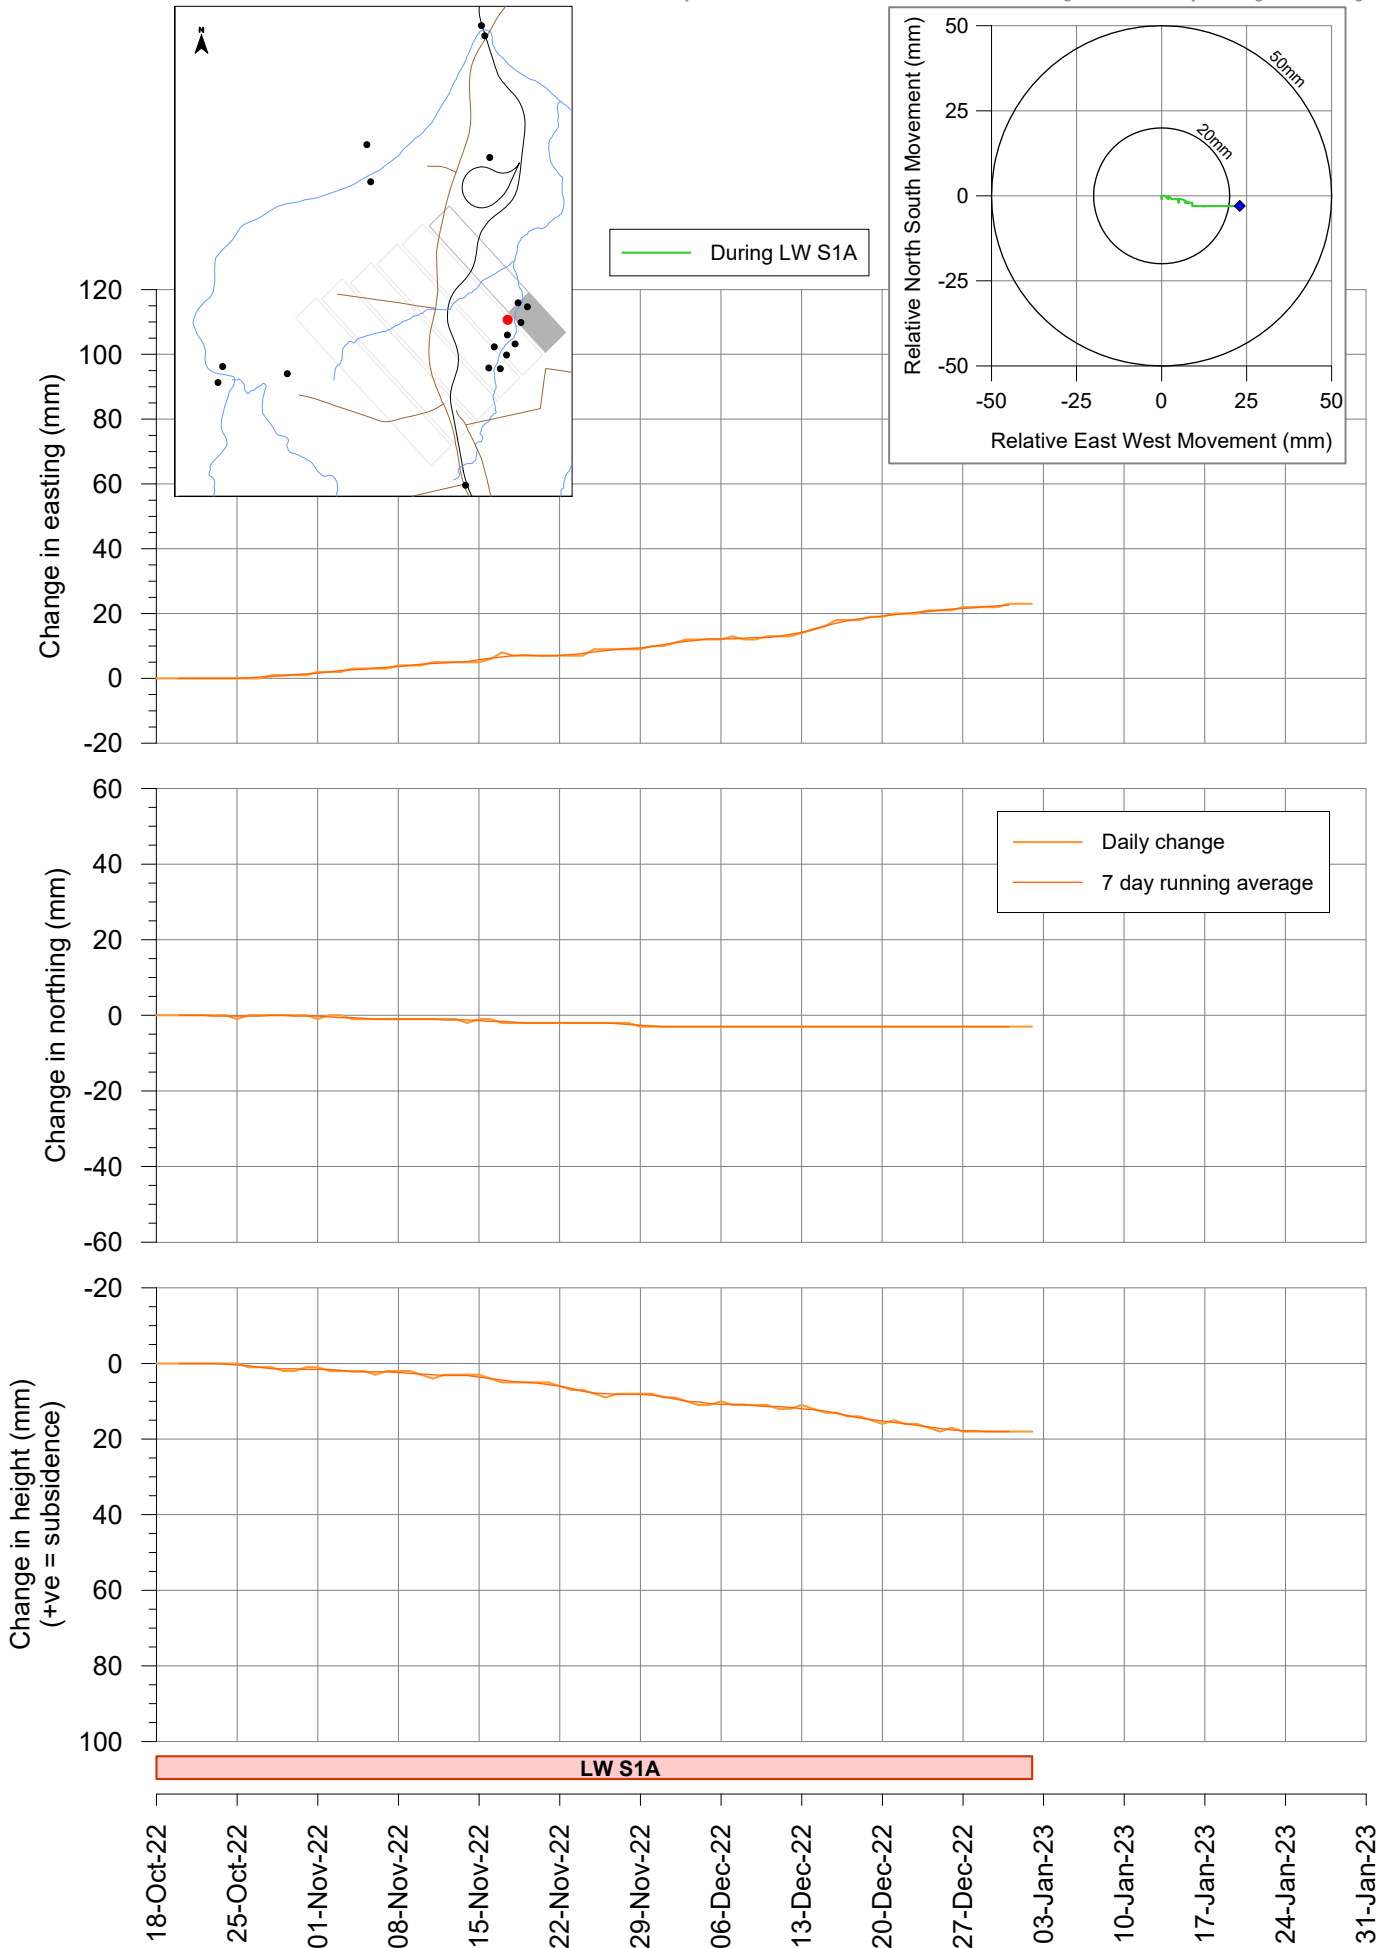 N
During LW S1A
Relative North South Movement (mm)
50
25
0
-25
-50
50mm
20mm
-50
-25
0
25
50
Relative East West Movement (mm)
Change in easting (mm)
120
100
80
60
40
20
0
-20
Change in northing (mm)
60
40
20
0
-20
-40
-60
Daily change
7 day running average
Change in height (mm)
(+ve = subsidence)
-20
0
20
40
60
80
100
LW S1A
18-Oct-22
25-Oct-22
01-Nov-22
08-Nov-22
15-Nov-22
22-Nov-22
29-Nov-22
06-Dec-22
13-Dec-22
20-Dec-22
27-Dec-22
03-Jan-23
10-Jan-23
17-Jan-23
24-Jan-23
31-Jan-23